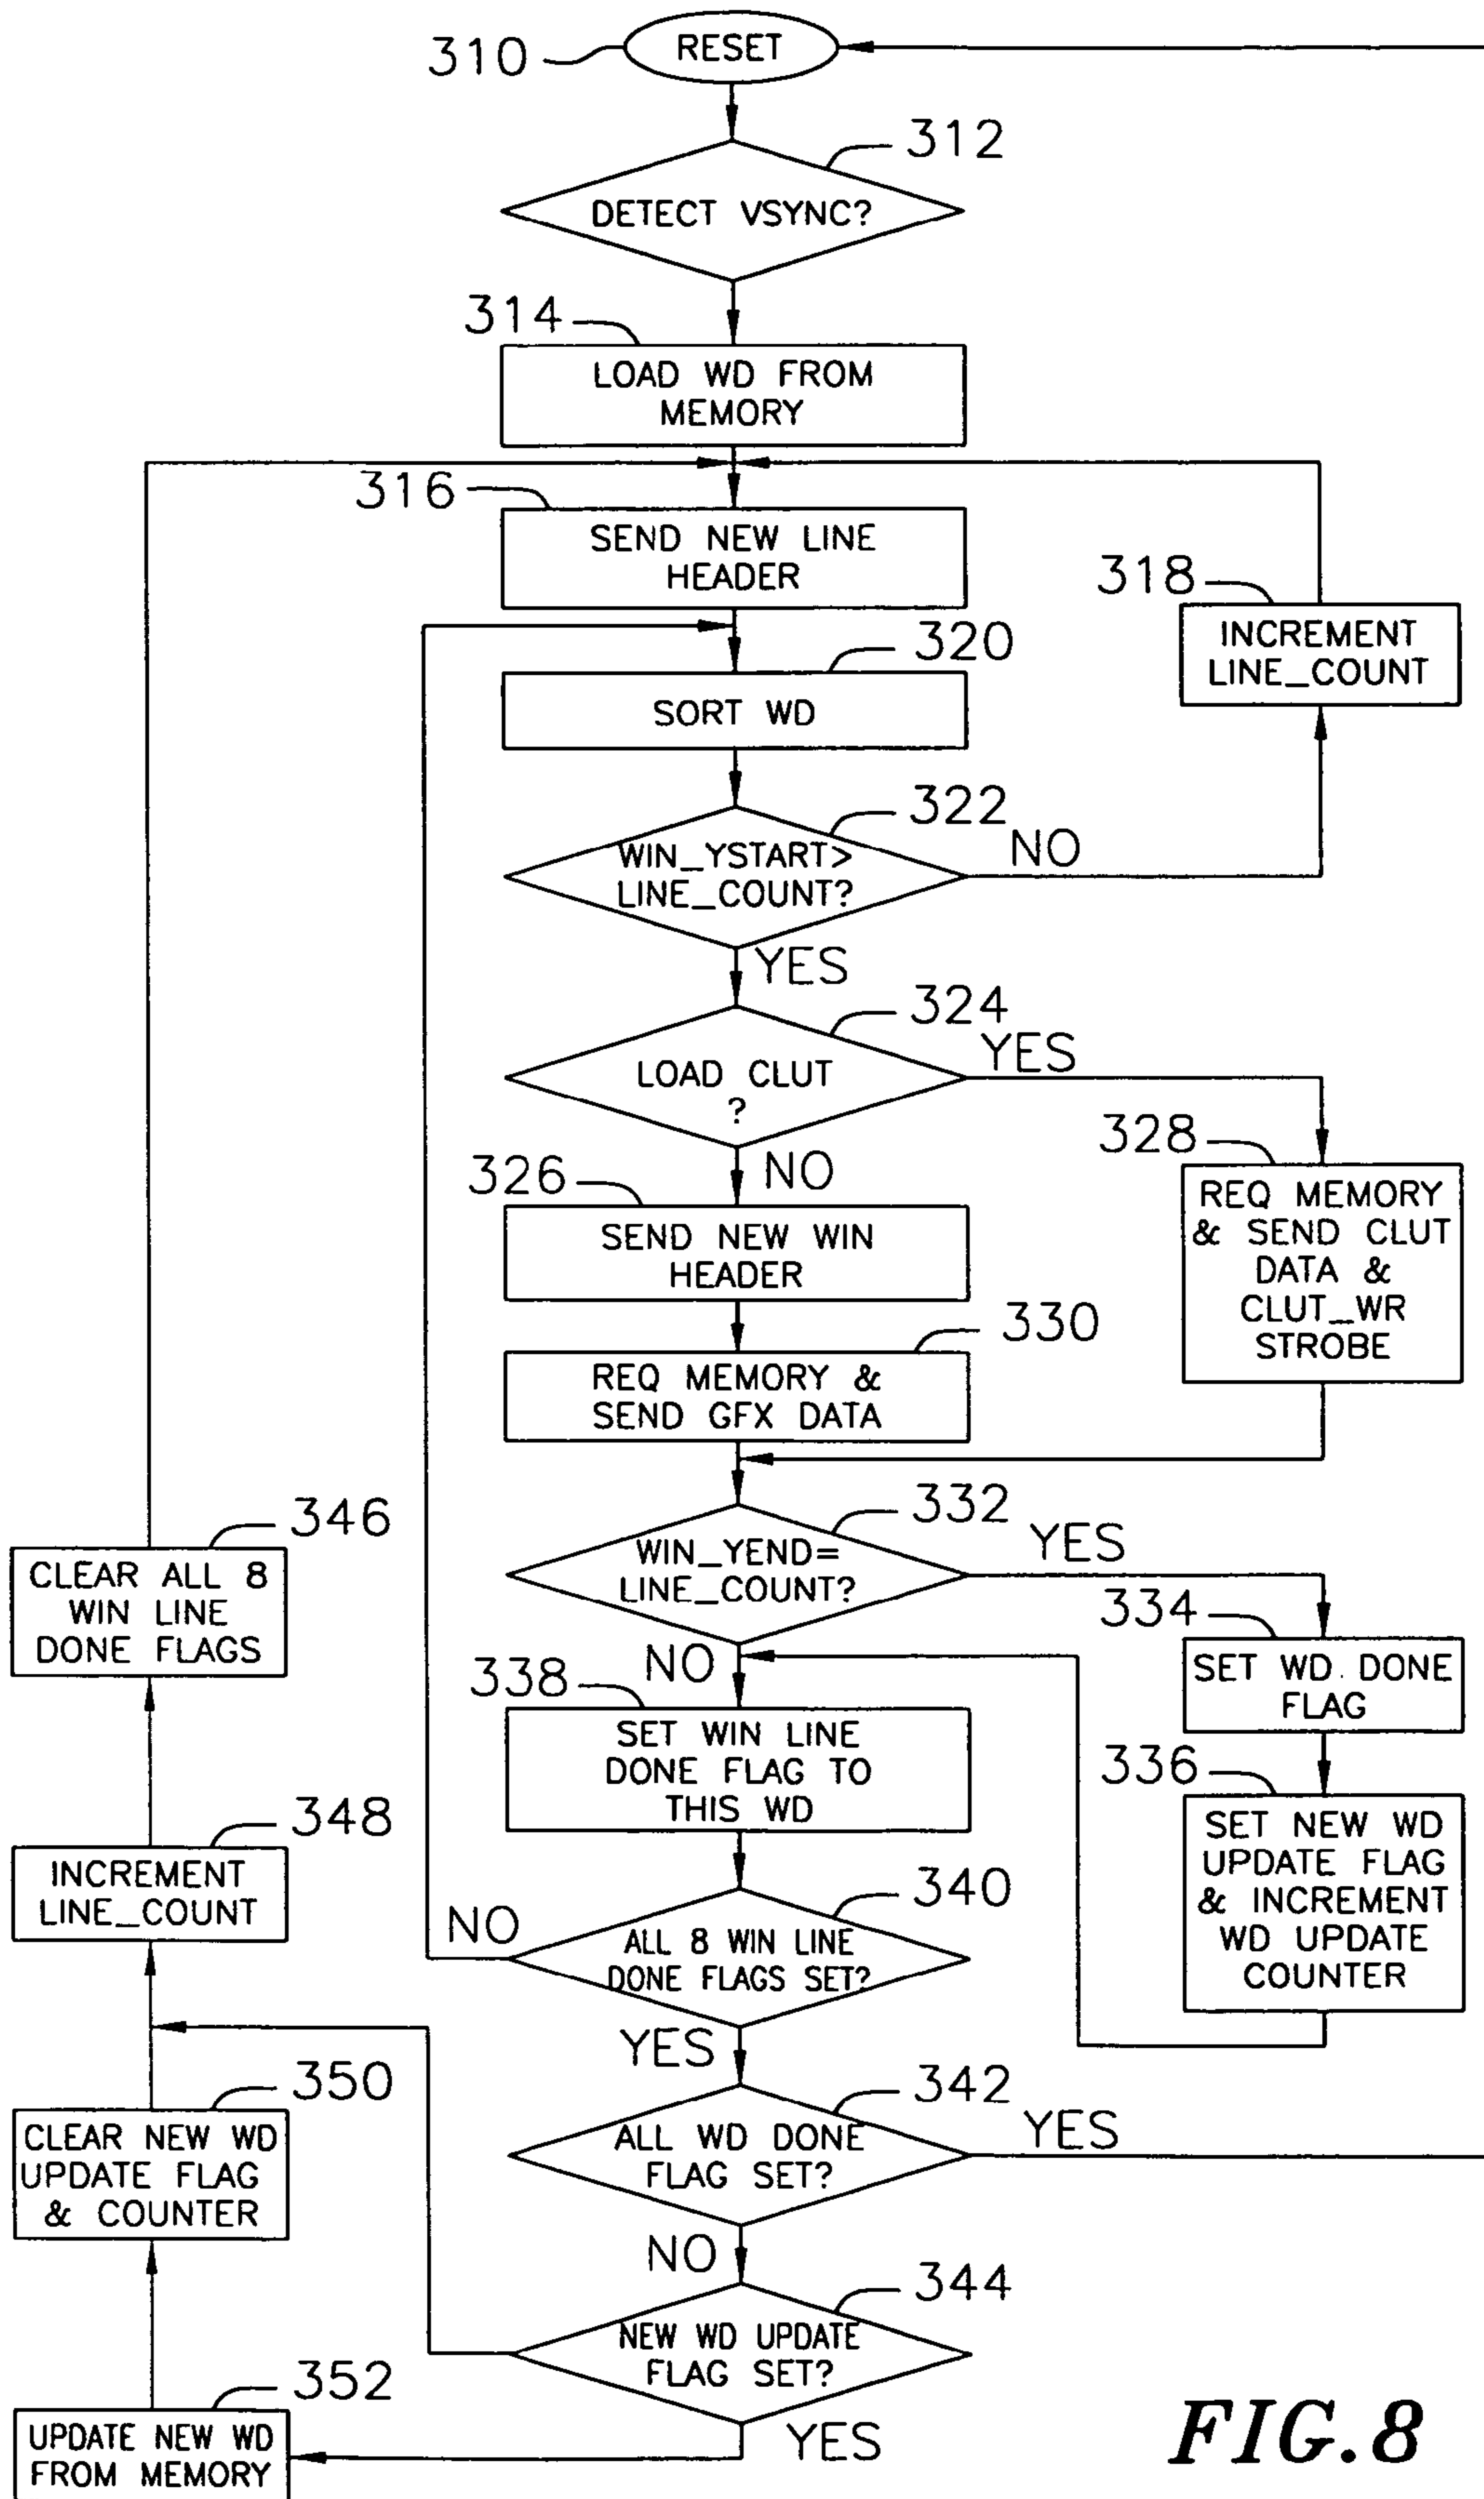 310
RESET
312
DETECT VSYNC?
314
LOAD WD FROM
MEMORY
316
SEND NEW LINE
HEADER
318
INCREMENT
LINE_COUNT
320
SORT WD
322
WIN_YSTART>
LINE_COUNT?
NO
YES
324
LOAD CLUT
?
YES
NO
326
SEND NEW WIN
HEADER
328
REQ MEMORY
& SEND CLUT
DATA &
CLUT_WR
STROBE
330
REQ MEMORY &
SEND GFX DATA
332
WIN_YEND=
LINE_COUNT?
YES
NO
334
SET WD DONE
FLAG
336
SET NEW WD
UPDATE FLAG
& INCREMENT
WD UPDATE
COUNTER
338
SET WIN LINE
DONE FLAG TO
THIS WD
340
ALL 8 WIN LINE
DONE FLAGS SET?
NO
YES
342
ALL WD DONE
FLAG SET?
YES
NO
344
NEW WD UPDATE
FLAG SET?
YES
346
CLEAR ALL 8
WIN LINE
DONE FLAGS
348
INCREMENT
LINE_COUNT
350
CLEAR NEW WD
UPDATE FLAG
& COUNTER
352
UPDATE NEW WD
FROM MEMORY
FIG.8